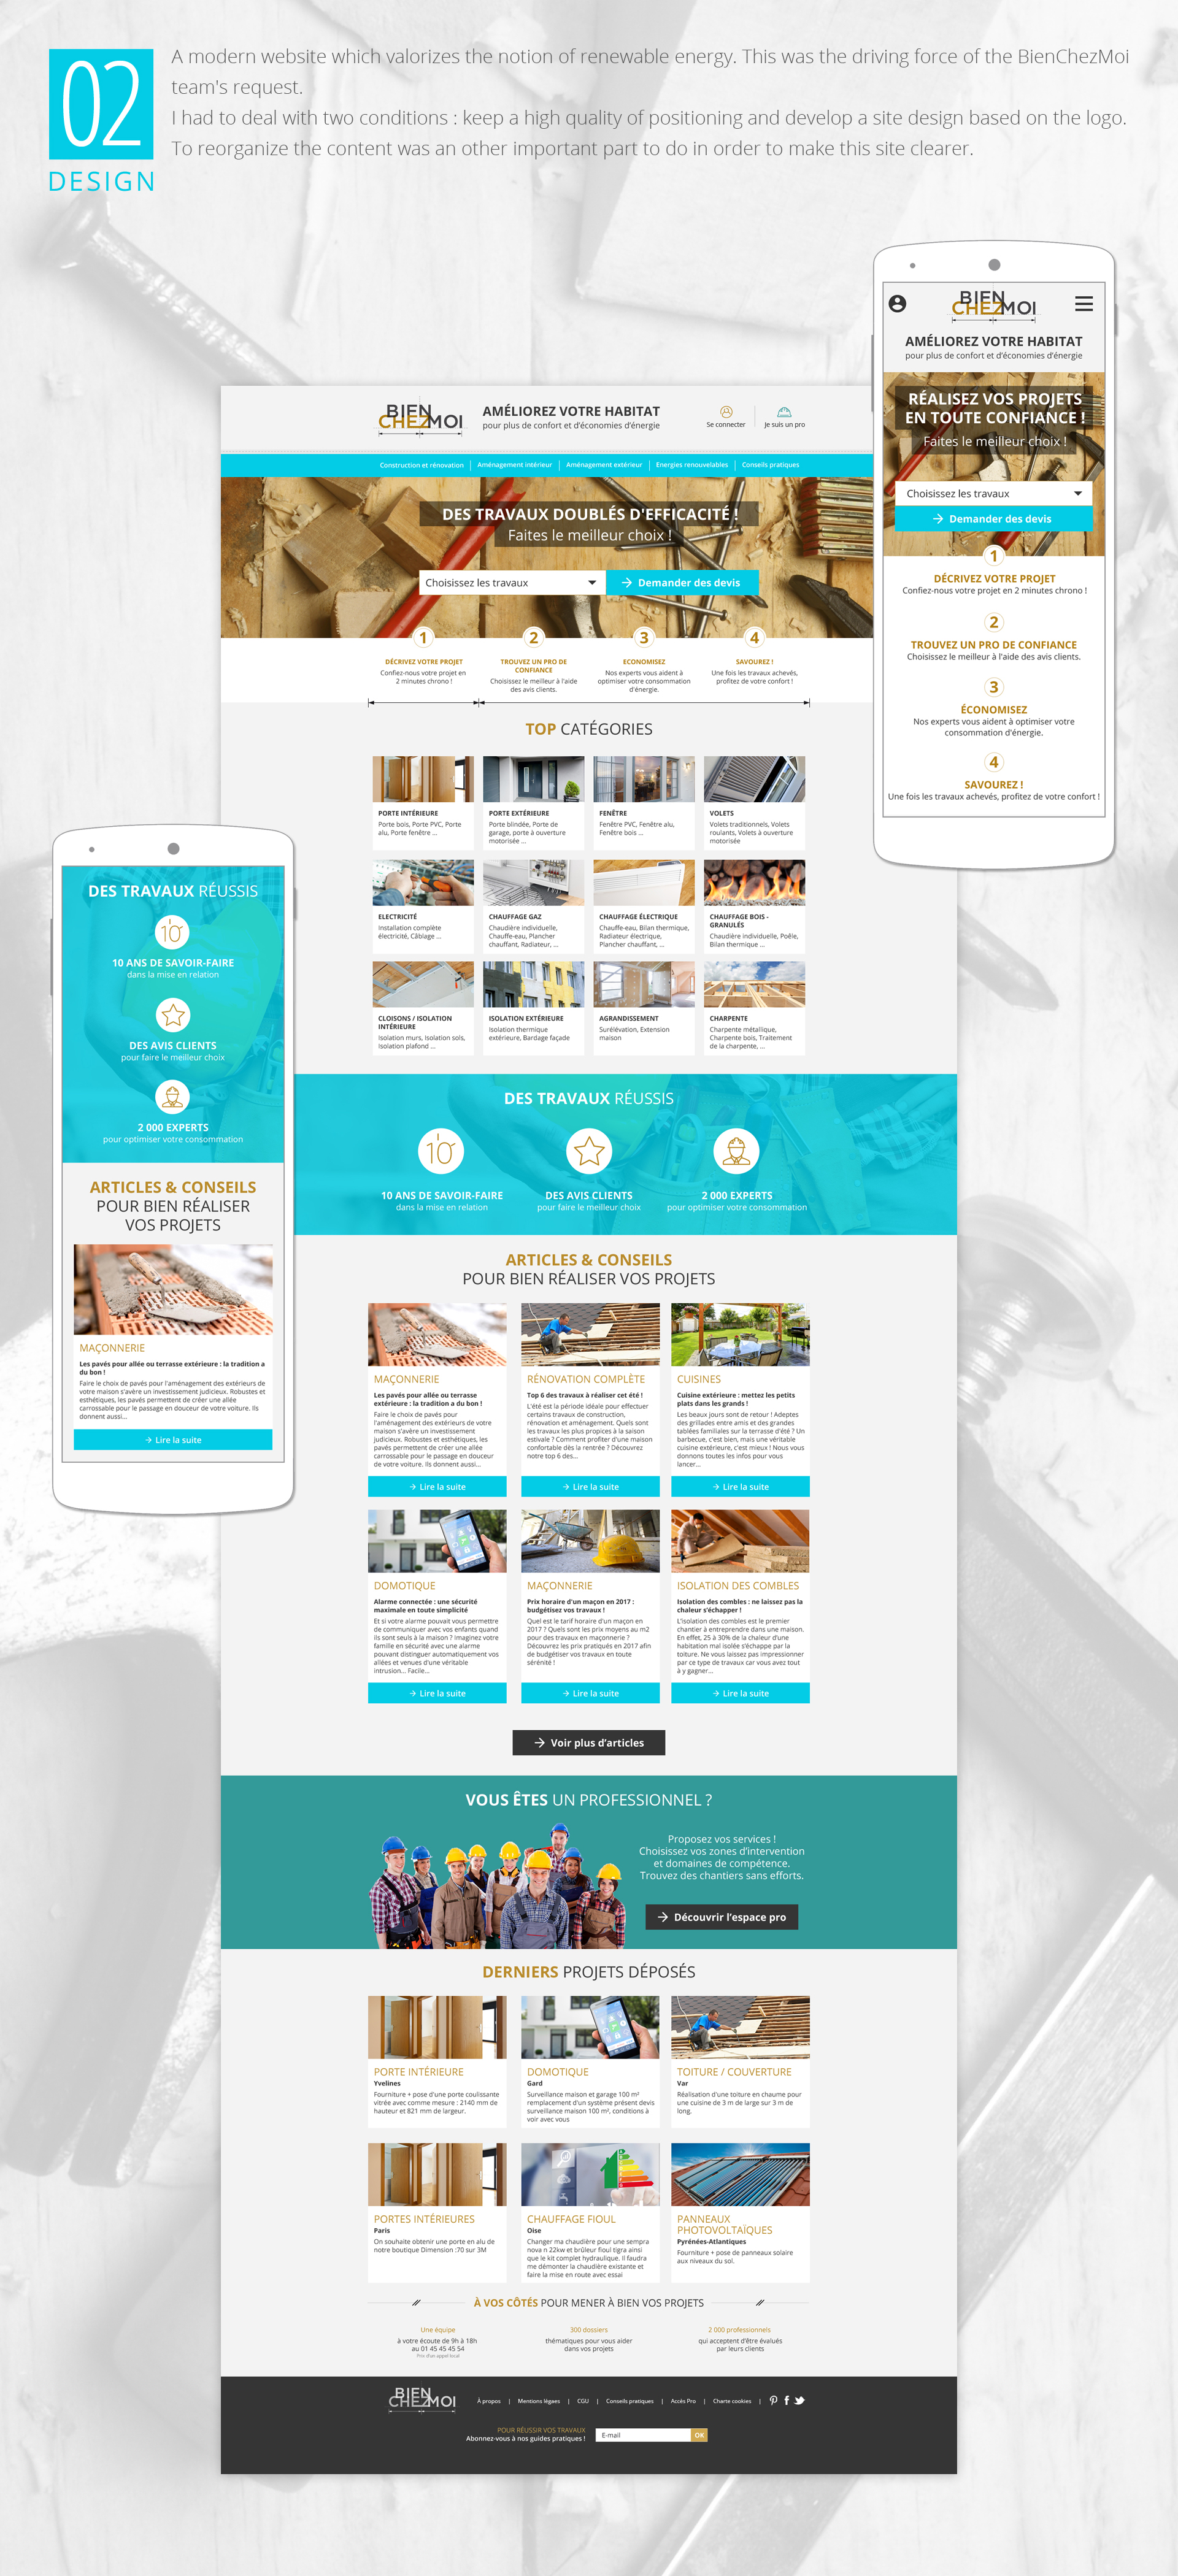 02
DESIGN
A modern website which valorizes the notion of renewable energy. This was the driving force of the BienChezMoi
team's request.
I had to deal with two conditions : keep a high quality of positioning and develop a site design based on the logo.
To reorganize the content was an other important part to do in order to make this site clearer.
BIEN
CHEZMOI
AMÉLIOREZ VOTRE HABITAT
pour plus de confort et d'économies d'énergie
RÉALISEZ VOS PROJETS
EN TOUTE CONFIANCE !
Faites le meilleur choix !
Choisissez les travaux
Demander des devis
1
DÉCRIVEZ VOTRE PROJET
Confiez-nous votre projet en 2 minutes chrono !
2
TROUVEZ UN PRO DE CONFIANCE
Choisissez le meilleur à l'aide des avis clients.
3
ÉCONOMISEZ
Nos experts vous aident à optimiser votre
consommation d'énergie.
4
SAVOUREZ !
Une fois les travaux achevés, profitez de votre confort !
BIEN
CHEZMOI
AMÉLIOREZ VOTRE HABITAT
pour plus de confort et d'économies d'énergie
Se connecter
Je suis un pro
Construction et rénovation | Aménagement intérieur | Aménagement extérieur | Energies renouvelables | Conseils pratiques
DES TRAVAUX DOUBLÉS D'EFFICACITÉ !
Faites le meilleur choix !
Choisissez les travaux
Demander des devis
1
DÉCRIVEZ VOTRE PROJET
Confiez-nous votre projet en
2 minutes chrono !
2
TROUVEZ UN PRO DE
CONFIANCE
Choisissez le meilleur à l'aide
des avis clients.
3
ECONOMISEZ
Nos experts vous aident à
optimiser votre consommation
d'énergie.
4
SAVOUREZ !
Une fois les travaux achevés,
profitez de votre confort !
TOP CATÉGORIES
PORTE INTÉRIEURE
Porte bois, Porte PVC, Porte
alu, Porte fenêtre ...
PORTE EXTÉRIEURE
Porte blindée, Porte de
garage, porte à ouverture
motorisée ...
FENÊTRE
Fenêtre PVC, Fenêtre alu,
Fenêtre bois ...
VOLETS
Volets traditionnels, Volets
roulants, Volets à ouverture
motorisée
ELECTRICITÉ
Installation complète
électricité, Câblage ...
CHAUFFAGE GAZ
Chaudière individuelle,
Chauffe-eau, Plancher
chauffant, Radiateur, ...
CHAUFFAGE ÉLECTRIQUE
Chauffe-eau, Bilan thermique,
Radiateur électrique,
Plancher chauffant, ...
CHAUFFAGE BOIS -
GRANULÉS
Chaudière individuelle, Poêle,
Bilan thermique ...
CLOISONS / ISOLATION
INTÉRIEURE
Isolation murs, Isolation sols,
Isolation plafond ...
ISOLATION EXTÉRIEURE
Isolation thermique
extérieure, Bardage façade
AGRANDISSEMENT
Surélévation, Extension
maison
CHARPENTE
Charpente métallique,
Charpente bois, Traitement
de la charpente, ...
DES TRAVAUX RÉUSSIS
10
10 ANS DE SAVOIR-FAIRE
dans la mise en relation
DES AVIS CLIENTS
pour faire le meilleur choix
2 000 EXPERTS
pour optimiser votre consommation
ARTICLES & CONSEILS
POUR BIEN RÉALISER
VOS PROJETS
MAÇONNERIE
Les pavés pour allée ou terrasse extérieure : la tradition a
du bon !
Faire le choix de pavés pour l'aménagement des extérieurs de
votre maison s'avère un investissement judicieux. Robustes et
esthétiques, les pavés permettent de créer une allée
carrossable pour le passage en douceur de votre voiture. Ils
donnent aussi...
Lire la suite
DES TRAVAUX RÉUSSIS
10
10 ANS DE SAVOIR-FAIRE
dans la mise en relation
DES AVIS CLIENTS
pour faire le meilleur choix
2 000 EXPERTS
pour optimiser votre consommation
ARTICLES & CONSEILS
POUR BIEN RÉALISER VOS PROJETS
MAÇONNERIE
Les pavés pour allée ou terrasse
extérieure : la tradition a du bon !
Faire le choix de pavés pour
l'aménagement des extérieurs de votre
maison s'avère un investissement
judicieux. Robustes et esthétiques, les
pavés permettent de créer une allée
carrossable pour le passage en douceur
de votre voiture. Ils donnent aussi...
Lire la suite
RÉNOVATION COMPLÈTE
Top 6 des travaux à réaliser cet été !
L'été est la période idéale pour effectuer
certains travaux de construction,
rénovation et aménagement. Quels sont
les travaux les plus propices à la saison
estivale ? Comment profiter d'une maison
confortable dès la rentrée ? Découvrez
notre top 6 des...
Lire la suite
CUISINES
Cuisine extérieure : mettez les petits
plats dans les grands !
Les beaux jours sont de retour ! Adeptes
des grillades entre amis et des grandes
tablées familiales sur la terrasse d'été ? Un
barbecue, c'est bien, mais une véritable
cuisine extérieure, c'est mieux ! Nous vous
donnons toutes les infos pour vous
lancer...
Lire la suite
DOMOTIQUE
Alarme connectée : une sécurité
maximale en toute simplicité
Et si votre alarme pouvait vous permettre
de communiquer avec vos enfants quand
ils sont seuls à la maison ? Imaginez votre
famille en sécurité avec une alarme
pouvant distinguer automatiquement vos
allées et venues d'une véritable
intrusion... Facile...
Lire la suite
MAÇONNERIE
Prix horaire d'un maçon en 2017 :
budgétisez vos travaux !
Quel est le tarif horaire d'un maçon en
2017 ? Quels sont les prix moyens au m2
pour des travaux en maçonnerie ?
Découvrez les prix pratiqués en 2017 afin
de budgétiser vos travaux en toute
sérénité !
Lire la suite
ISOLATION DES COMBLES
Isolation des combles : ne laissez pas la
chaleur s'échapper !
L'isolation des combles est le premier
chantier à entreprendre dans une maison.
En effet, 25 à 30% de la chaleur d'une
habitation mal isolée s'échappe par la
toiture. Ne vous laissez pas impressionner
par ce type de travaux car vous avez tout
à y gagner...
Lire la suite
Voir plus d'articles
VOUS ÊTES UN PROFESSIONNEL ?
Proposez vos services !
Choisissez vos zones d'intervention
et domaines de compétence.
Trouvez des chantiers sans efforts.
Découvrir l'espace pro
DERNIERS PROJETS DÉPOSÉS
PORTE INTÉRIEURE
Yvelines
Fourniture + pose d'une porte coulissante
vitrée avec comme mesure : 2140 mm de
hauteur et 821 mm de largeur.
DOMOTIQUE
Gard
Surveillance maison et garage 100 m²
remplacement d'un système présent devis
surveillance maison 100 m², conditions à
voir avec vous
TOITURE / COUVERTURE
Var
Réalisation d'une toiture en chaume pour
une cuisine de 3 m de large sur 3 m de
long.
PORTES INTÉRIEURES
Paris
On souhaite obtenir une porte en alu de
notre boutique Dimension :70 sur 3M
CHAUFFAGE FIOUL
Oise
Changer ma chaudière pour une sempra
nova n 22kw et brûleur fioul tigra ainsi
que le kit complet hydraulique. Il faudra
me démonter la chaudière existante et
faire la mise en route avec essai
PANNEAUX
PHOTOVOLTAÏQUES
Pyrénées-Atlantiques
Fourniture + pose de panneaux solaire
aux niveaux du sol.
À VOS CÔTÉS POUR MENER À BIEN VOS PROJETS
Une équipe
à votre écoute de 9h à 18h
au 01 45 45 45 54
Prix d'un appel local
300 dossiers
thématiques pour vous aider
dans vos projets
2 000 professionnels
qui acceptent d'être évalués
par leurs clients
BIEN
CHEZMOI
À propos | Mentions légaes | CGU | Conseils pratiques | Accès Pro | Charte cookies |
POUR RÉUSSIR VOS TRAVAUX
Abonnez-vous à nos guides pratiques !
E-mail
OK